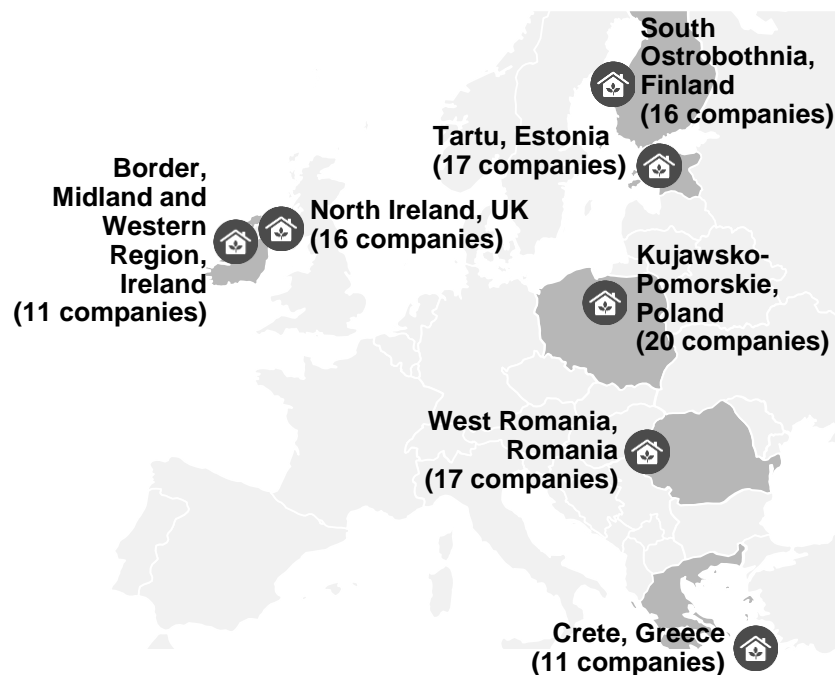 South
Ostrobothnia,
Finland
(16 companies)
Tartu, Estonia
(17 companies)
Border,
Midland and
Western
Region,
Ireland
(11 companies)
North Ireland, UK
(16 companies)
Kujawsko-
Pomorskie,
Poland
(20 companies)
West Romania,
Romania
(17 companies)
Crete, Greece
(11 companies)